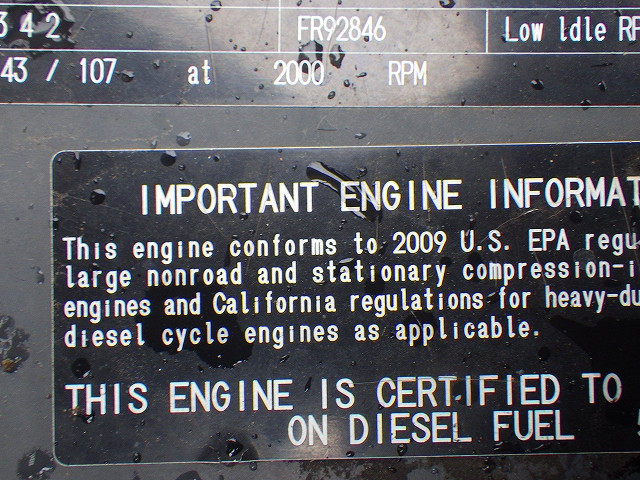 342 FR92846 Low ldle RP
43 / 107 at 2000 RPM
IMPORTANT ENGINE INFORMAT
This engine conforms to 2009 U.S. EPA regu
large nonroad and stationary compression-i
engines and California regulations for heavy-du
diesel cycle engines as applicable.
THIS ENGINE IS CERTIFIED TO
ON DIESEL FUEL